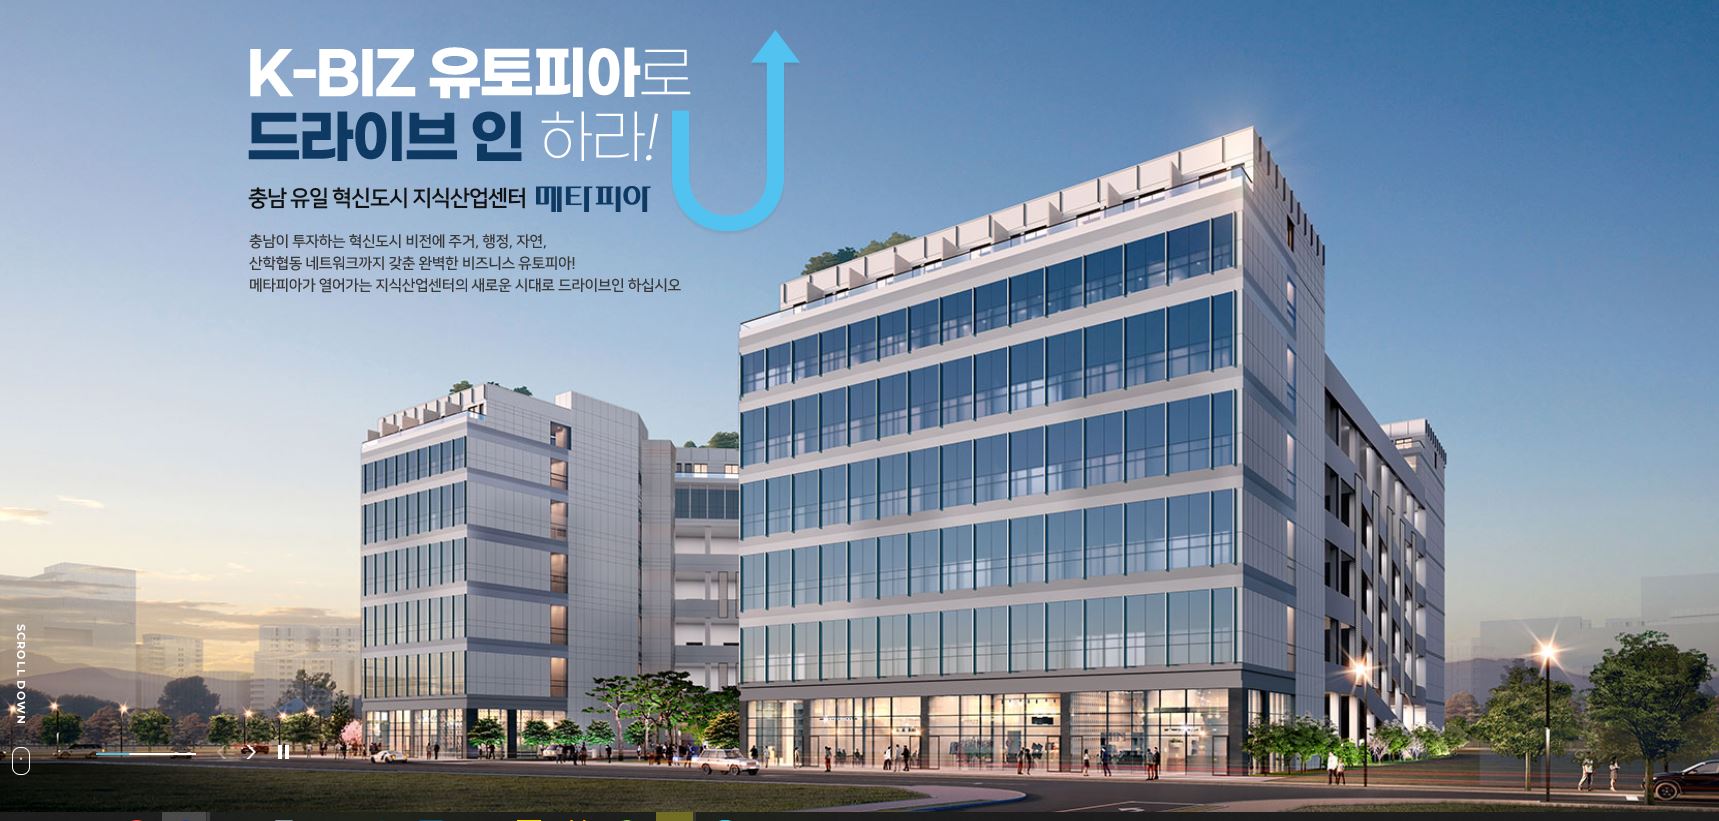 K-BIZ 유토피아로
드라이브 인 하라!
충남 유일 혁신도시 지식산업센터 메타피아
충남이 투자하는 혁신도시 비전에 주거, 행정, 자연,
산학협동 네트워크까지 갖춘 완벽한 비즈니스 유토피아!
메타피아가 열어가는 지식산업센터의 새로운 시대로 드라이브인 하십시오
SCROLL DOWN